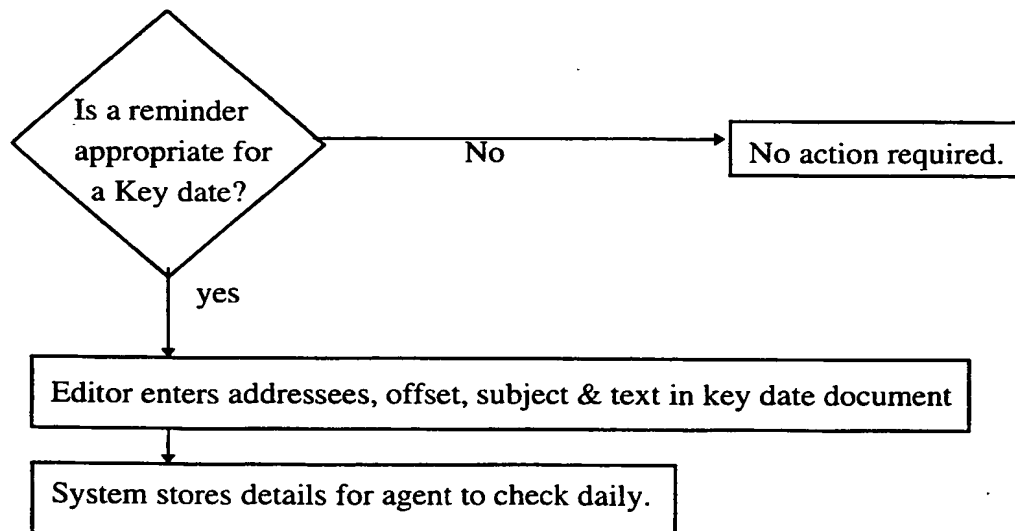 Is a reminder
appropriate for
a Key date?
No
No action required.
yes
Editor enters addressees, offset, subject & text in key date document
System stores details for agent to check daily.